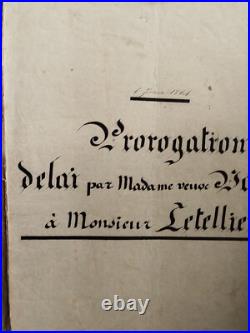 Prorogation
delai par Madame veuve
à Monsieur Letellie